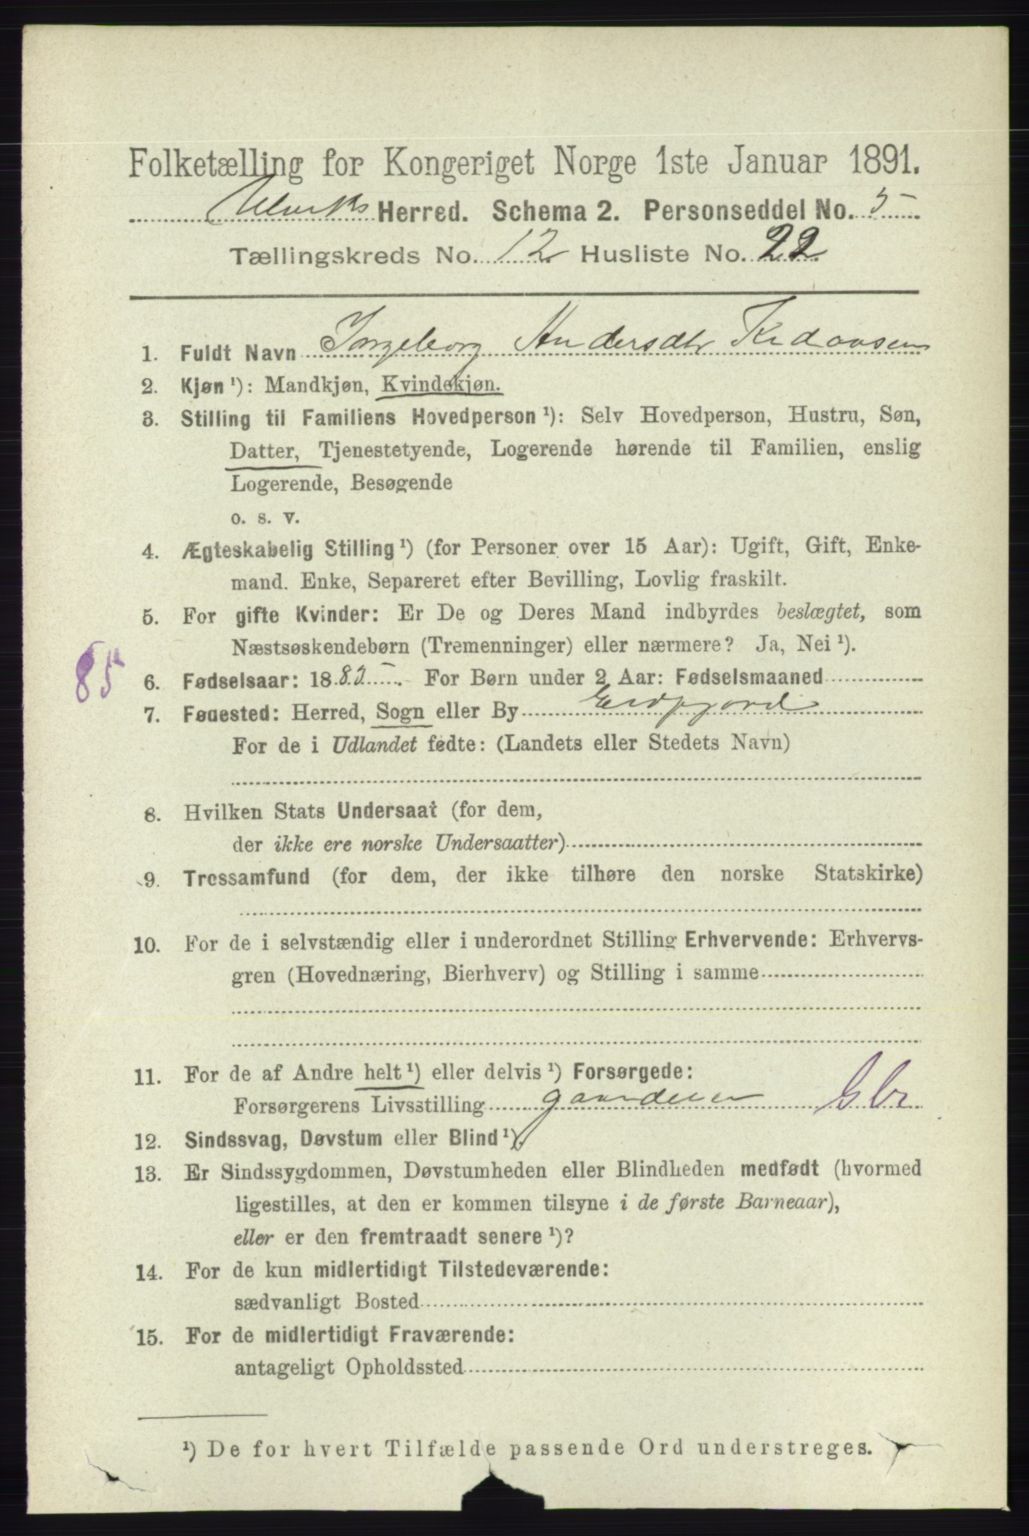 Folketælling for Kongeriget Norge 1ste Januar 1891.
Ulviks Herred. Schema 2. Personseddel No. 5
Tællingskreds No. 12 Husliste No. 22
1. Fuldt Navn Ingeborg Andersdtr
2. Kjøn ¹): Mandkjøn, Kvindekjøn.
3. Stilling til Familiens Hovedperson ¹): Selv Hovedperson, Hustru, Søn,
Datter, Tjenestetyende, Logerende hørende til Familien, enslig
Logerende, Besøgende
o. s. v.
4. Ægteskabelig Stilling ¹) (for Personer over 15 Aar): Ugift, Gift, Enke-
mand. Enke, Separeret efter Bevilling, Lovlig fraskilt.
5. For gifte Kvinder: Er De og Deres Mand indbyrdes beslægtet, som
Næstsøskendebørn (Tremenninger) eller nærmere? Ja, Nei ¹).
85
6. Fødselsaar: 1885. For Børn under 2 Aar: Fødselsmaaned
7. Fødested: Herred, Sogn eller By Eidfjord
For de i Udlandet fødte: (Landets eller Stedets Navn)
8. Hvilken Stats Undersaat (for dem,
der ikke ere norske Undersaatter)
9. Trossamfund (for dem, der ikke tilhøre den norske Statskirke)
10. For de i selvstændig eller i underordnet Stilling Erhvervende: Erhvervs-
gren (Hovednæring, Bierhverv) og Stilling i samme
11. For de af Andre helt ¹) eller delvis ¹) Forsørgede:
Forsørgerens Livsstilling gaardeier Gbr
12. Sindssvag, Døvstum eller Blind ¹).
13. Er Sindssygdommen, Døvstumheden eller Blindheden medfødt (hvormed
ligestilles, at den er kommen tilsyne i de første Barneaar),
eller er den fremtraadt senere ¹)?
14. For de kun midlertidigt Tilstedeværende:
sædvanligt Bosted
15. For de midlertidigt Fraværende:
antageligt Opholdssted
¹) De for hvert Tilfælde passende Ord understreges.